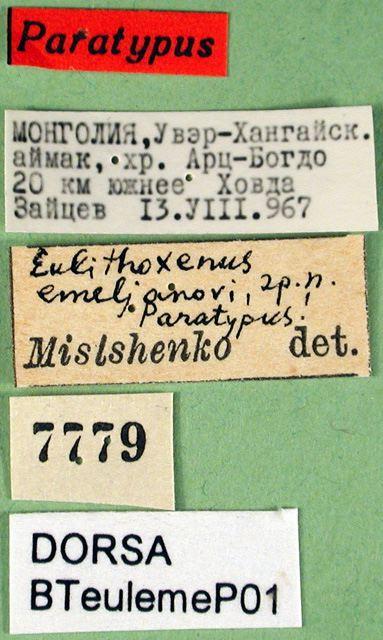 Paratypus
МОНГОЛИЯ, Увэр-Хангайск.
аймак, хр. Арц-Богдо
20 км южнее Ховда
Зайцев 13.VIII.967
Eulithoxenus
emeljanovi, sp.n.
Paratypus.
Mistshenko det.
7779
DORSA
BTeulemeP01